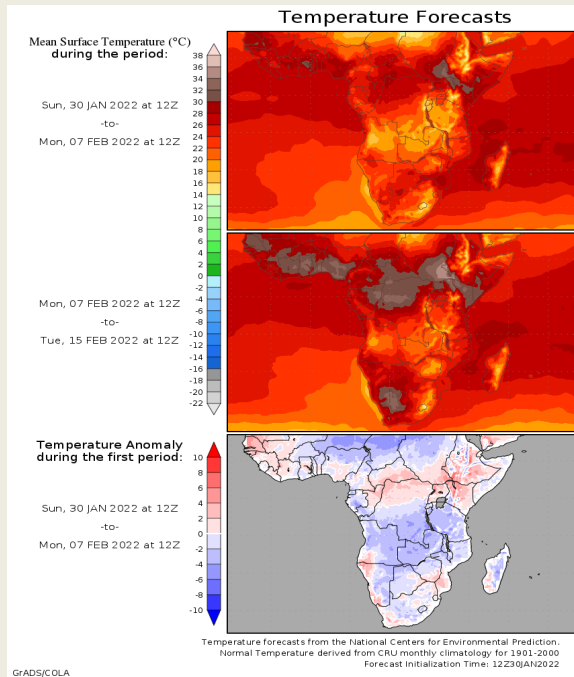 Temperature Forecasts
Mean Surface Temperature (°C)
during the period:
Sun, 30 JAN 2022 at 12Z
-to-
Mon, 07 FEB 2022 at 12Z
38
36
34
32
30
28
26
24
22
20
18
16
14
12
10
8
6
4
2
0
-2
-4
-6
-8
-10
-12
-14
-16
-18
-20
-22
Mon, 07 FEB 2022 at 12Z
-to-
Tue, 15 FEB 2022 at 12Z
Temperature Anomaly
during the first period:
Sun, 30 JAN 2022 at 12Z
-to-
Mon, 07 FEB 2022 at 12Z
10
8
6
4
2
0
-2
-4
-6
-8
-10
Temperature forecasts from the National Centers for Environmental Prediction.
Normal Temperature derived from CRU monthly climatology for 1901-2000
Forecast Initialization Time: 12Z30JAN2022
GrADS/COLA